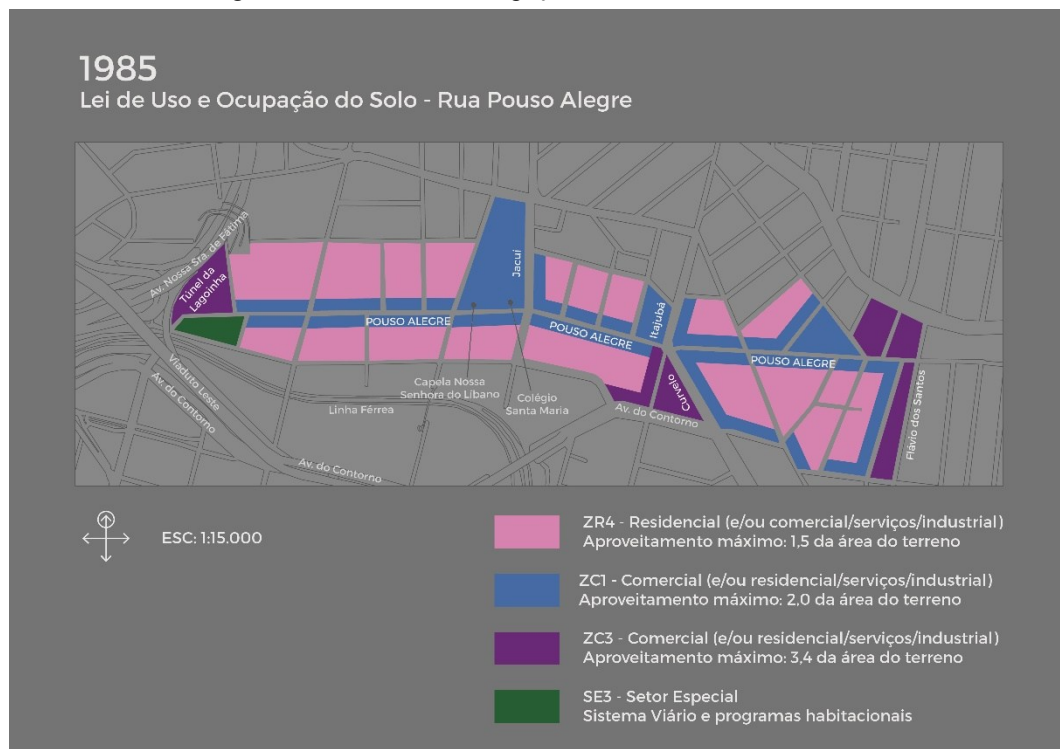 1985
Lei de Uso e Ocupação do Solo - Rua Pouso Alegre
Av. Nossa Sra. de Fátima
Túnel da
Lagoinha
Jacuí
Itajubá
POUSO ALEGRE
POUSO ALEGRE
POUSO ALEGRE
Viaduto Leste
Av. do Contorno
Capela Nossa
Senhora do Líbano
Colégio
Santa Maria
Linha Férrea
Curvelo
Av. do Contorno
Flávio dos Santos
Av. do Contorno
ESC: 1:15.000
ZR4 - Residencial (e/ou comercial/serviços/industrial)
Aproveitamento máximo: 1,5 da área do terreno
ZC1 - Comercial (e/ou residencial/serviços/industrial)
Aproveitamento máximo: 2,0 da área do terreno
ZC3 - Comercial (e/ou residencial/serviços/industrial)
Aproveitamento máximo: 3,4 da área do terreno
SE3 - Setor Especial
Sistema Viário e programas habitacionais